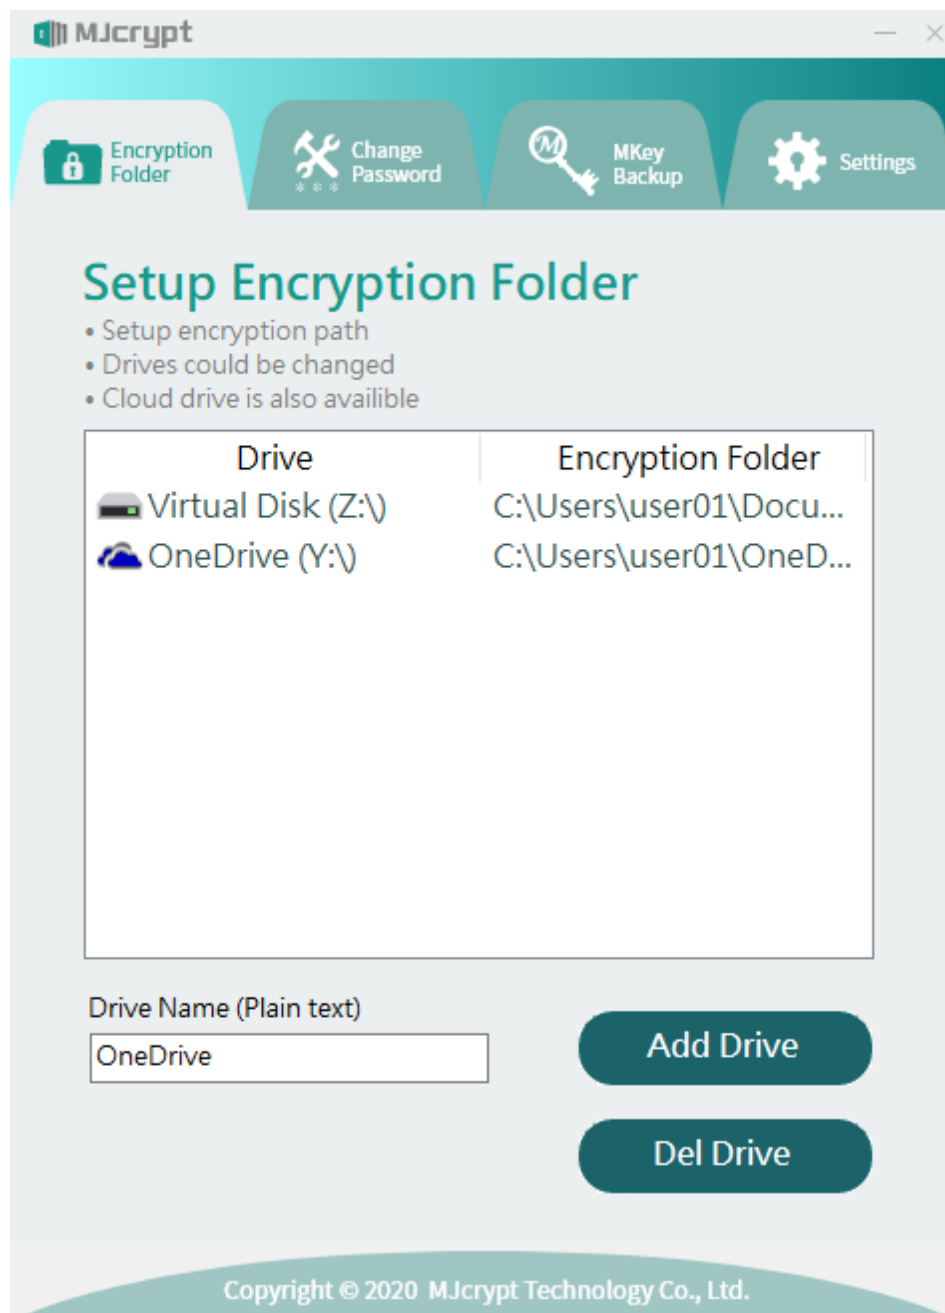 MJcrypt
Encryption
Folder
Change
Password
* * *
M
MKey
Backup
Settings
Setup Encryption Folder
• Setup encryption path
• Drives could be changed
• Cloud drive is also availible
Drive Encryption Folder
Virtual Disk (Z:\) C:\Users\user01\Docu...
OneDrive (Y:\) C:\Users\user01\OneD...
Drive Name (Plain text)
OneDrive
Add Drive
Del Drive
Copyright © 2020 MJcrypt Technology Co., Ltd.